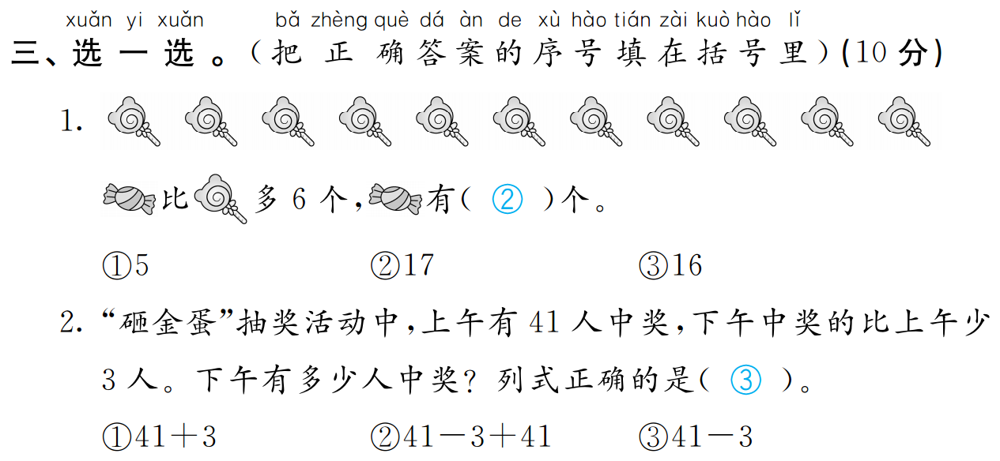 xuǎn yi xuǎn bǎ zhèng què dá àn de xù hào tián zài kuò hào lǐ
三、选一选。(把正确答案的序号填在括号里)(10分)
1.
比多6个,有( ② )个。
①5 ②17 ③16
2. “砸金蛋”抽奖活动中,上午有41人中奖,下午中奖的比上午少
3人。下午有多少人中奖?列式正确的是( ③ )。
①41+3 ②41-3+41 ③41-3